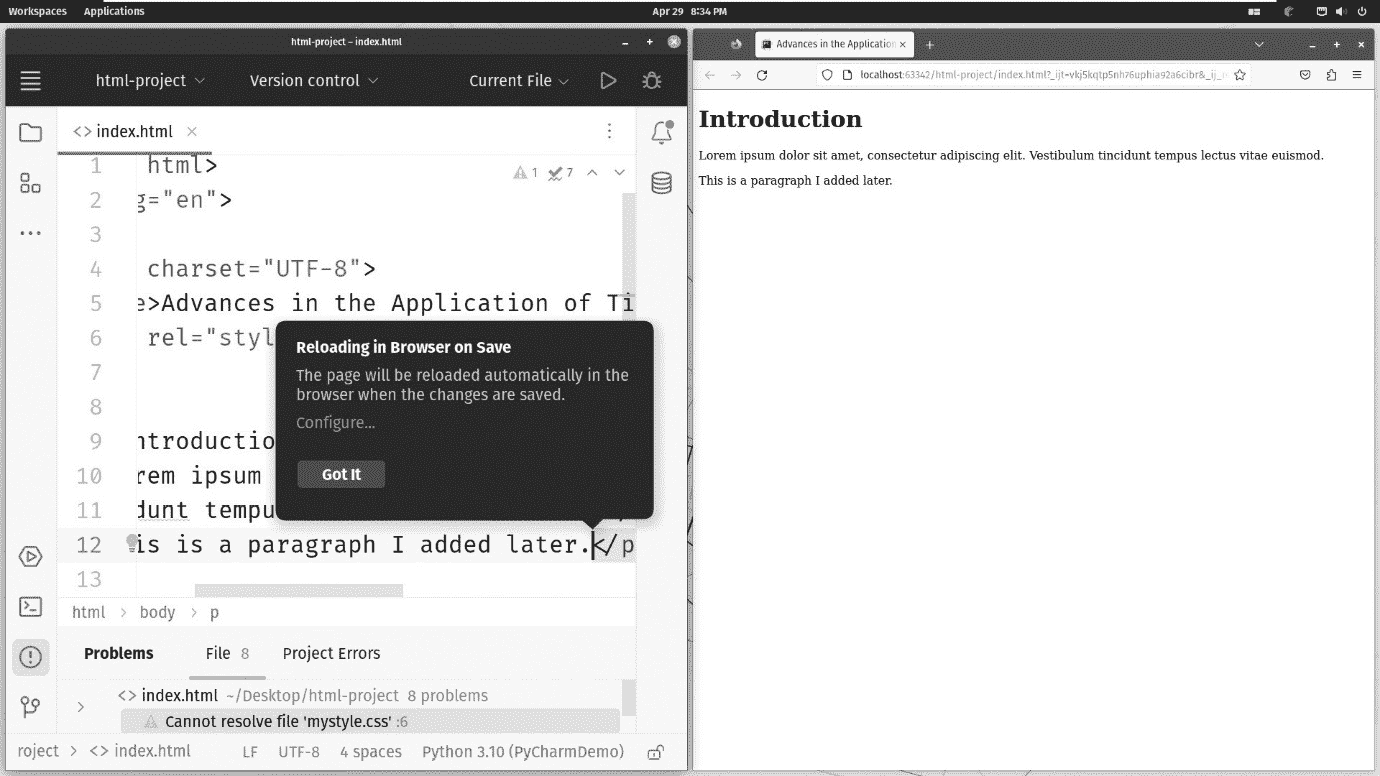 Workspaces Applications Apr 29 8:34 PM
html-project – index.html
html-project Version control Current File
index.html
1 html>
2 g="en">
3
4 charset="UTF-8">
5 e>Advances in the Application of Ti
6 rel="styl
7
8
9 ntroductio
10 rem ipsum
11 dunt tempu
12 is is a paragraph I added later.</p
13
1 7
Reloading in Browser on Save
The page will be reloaded automatically in the
browser when the changes are saved.
Configure...
Got It
html > body > p
Problems File 8 Project Errors
index.html ~/Desktop/html-project 8 problems
Cannot resolve file 'mystyle.css' :6
roject > <> index.html LF UTF-8 4 spaces Python 3.10 (PyCharmDemo)
Advances in the Application
localhost:63342/html-project/index.html?_ijt=vkj5kqtp5nh76uphia92a6cibr&_ij_r
Introduction
Lorem ipsum dolor sit amet, consectetur adipiscing elit. Vestibulum tincidunt tempus lectus vitae euismod.
This is a paragraph I added later.